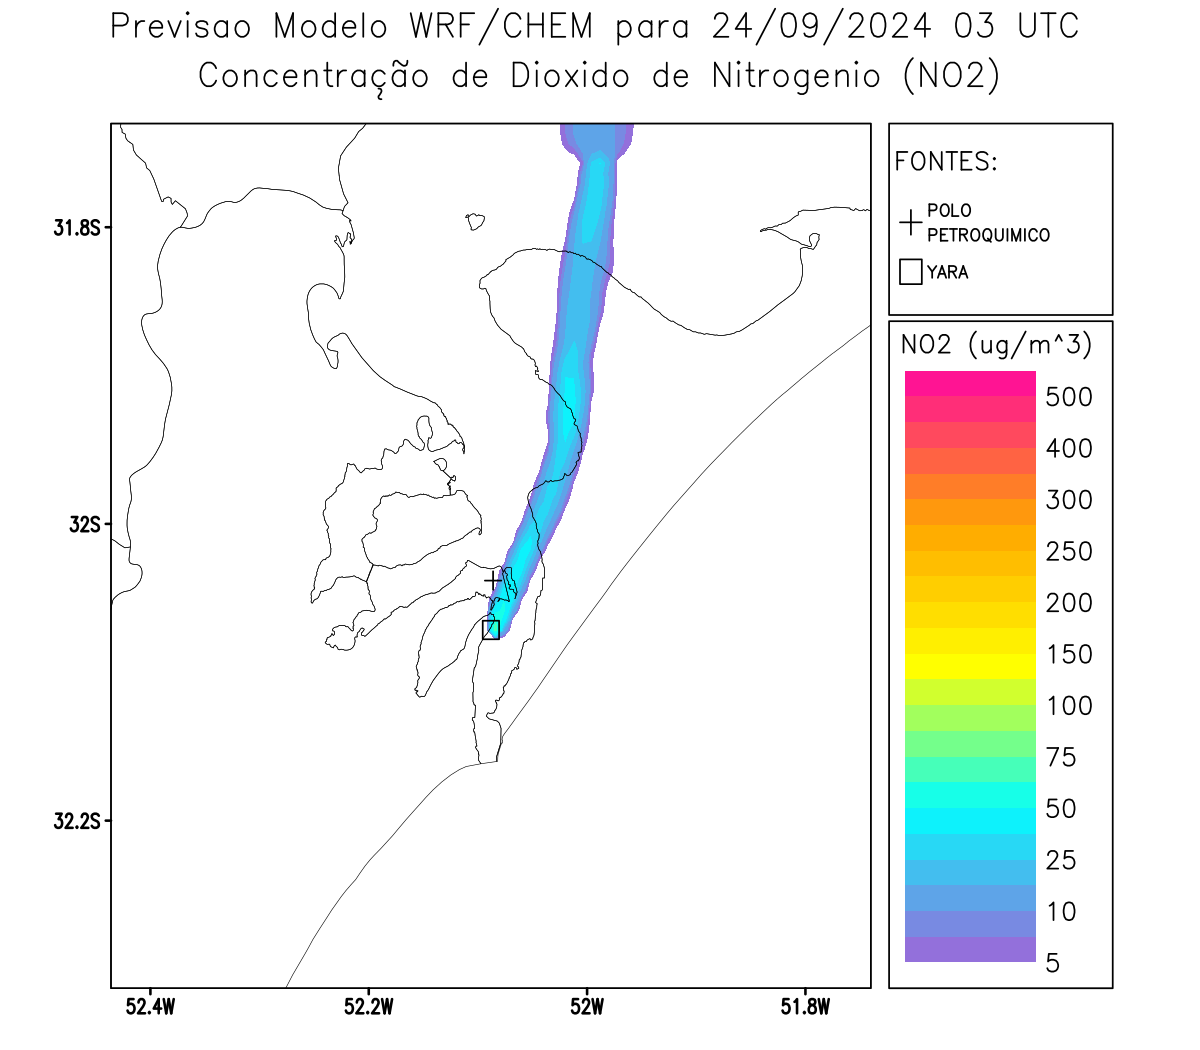 Previsao Modelo WRF/CHEM para 24/09/2024 03 UTC
Concentração de Dioxido de Nitrogenio (NO2)
FONTES:
POLO
PETROQUIMICO
YARA
31.8S
32S
32.2S
52.4W
52.2W
52W
51.8W
NO2 (ug/m^3)
500
400
300
250
200
150
100
75
50
25
10
5